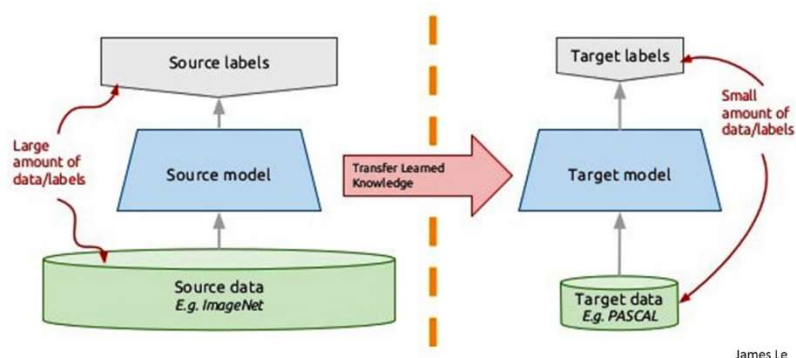 Source labels
Large
amount of
data/labels
Source model
Source data
E.g. ImageNet
Transfer Learned
Knowledge
Target labels
Small
amount of
data/labels
Target model
Target data
E.g. PASCAL
James Le